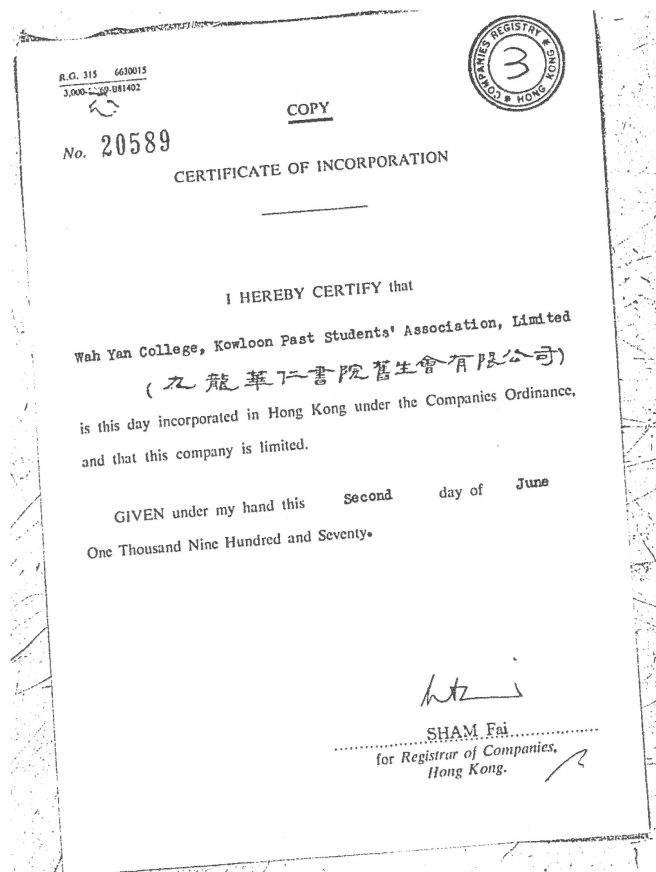 R.G. 315 6630015
COMPANIES REGISTRY * HONG KONG *
3
COPY
No. 20589
CERTIFICATE OF INCORPORATION
I HEREBY CERTIFY that
Wah Yan College, Kowloon Past Students' Association, Limited
(九龍華仁書院舊生會有限公司)
is this day incorporated in Hong Kong under the Companies Ordinance,
and that this company is limited.
GIVEN under my hand this Second day of June
One Thousand Nine Hundred and Seventy.
SHAM Fai
for Registrar of Companies,
Hong Kong.